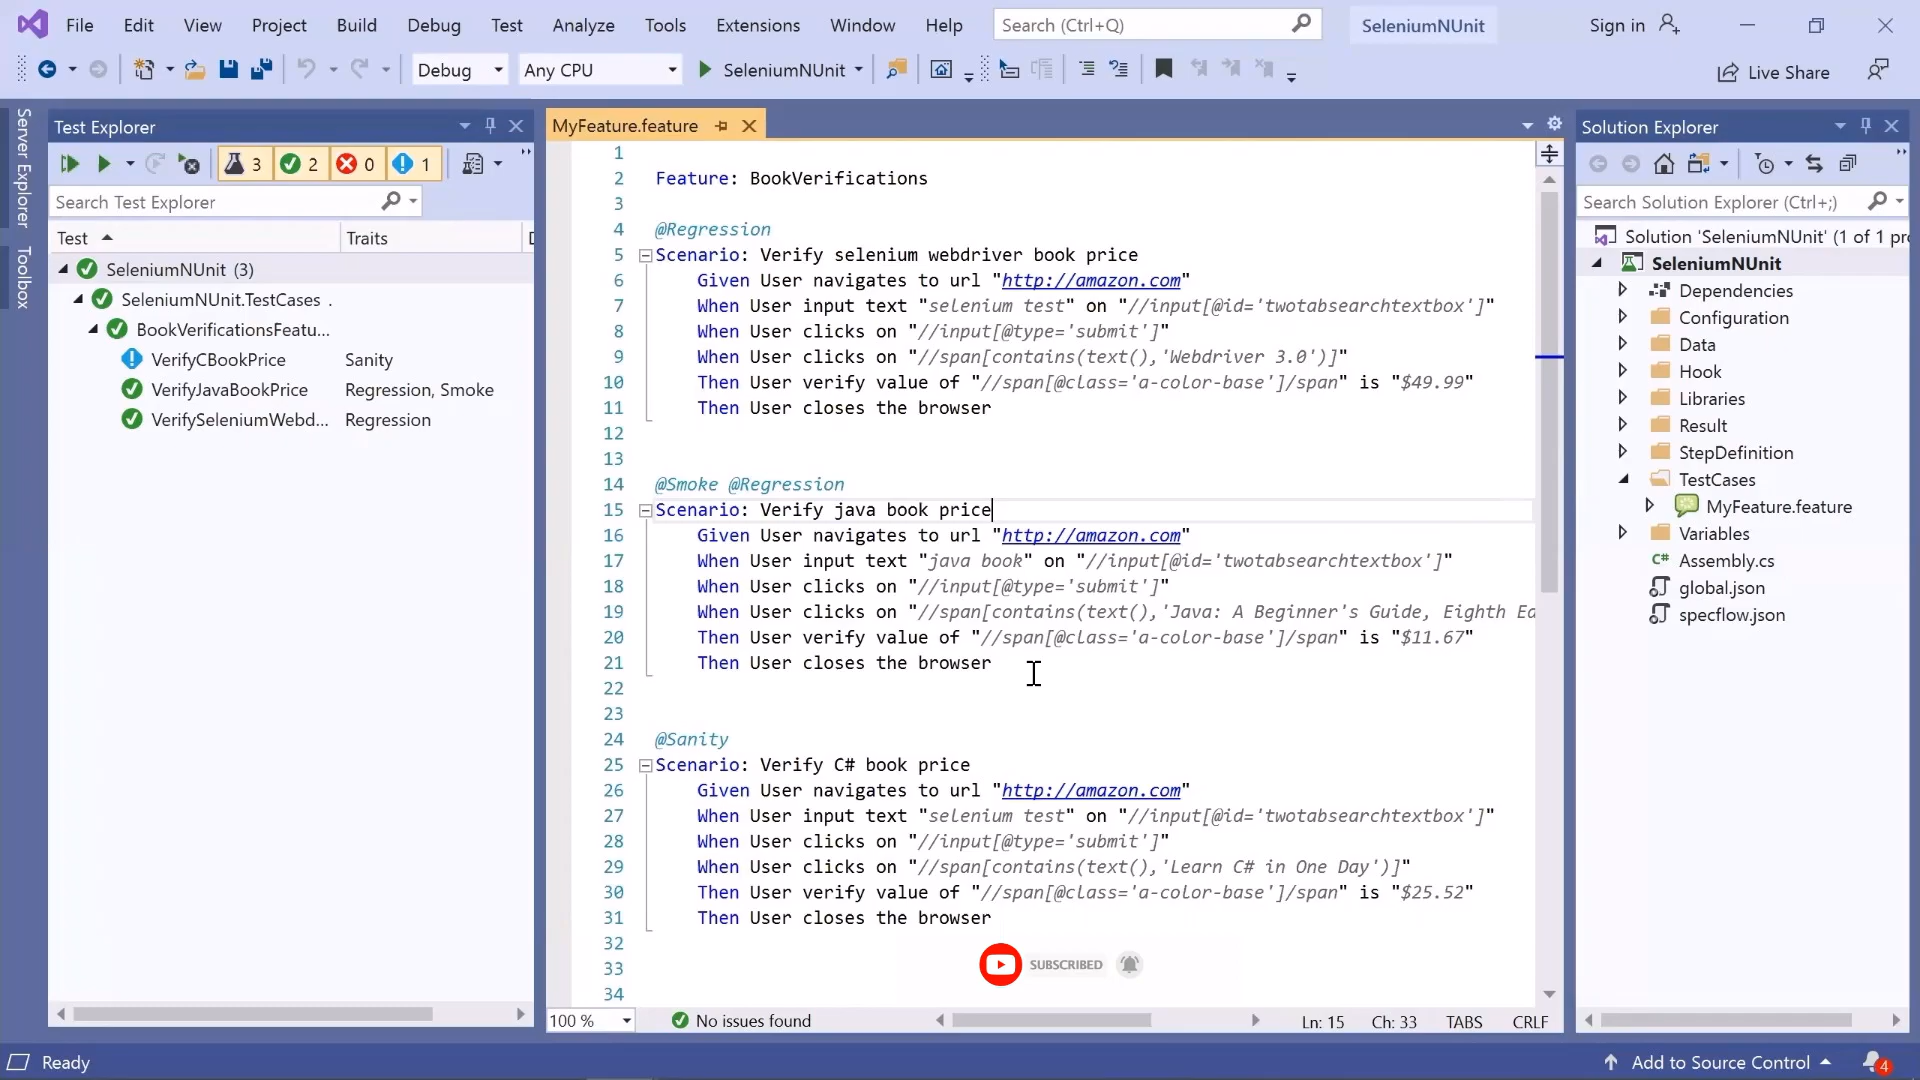 File Edit View Project Build Debug Test Analyze Tools Extensions Window Help Search (Ctrl+Q) SeleniumNUnit Sign in
Debug Any CPU SeleniumNUnit Live Share
Server Explorer
Toolbox
Test Explorer
3 2 0 1
Search Test Explorer
Test Traits D
SeleniumNUnit (3)
SeleniumNUnit.TestCases .
BookVerificationsFeatu...
VerifyCBookPrice Sanity
VerifyJavaBookPrice Regression, Smoke
VerifySeleniumWebd... Regression
MyFeature.feature
1
2 Feature: BookVerifications
3
4 @Regression
5 Scenario: Verify selenium webdriver book price
6 Given User navigates to url "http://amazon.com"
7 When User input text "selenium test" on "//input[@id='twotabsearchtextbox']"
8 When User clicks on "//input[@type='submit']"
9 When User clicks on "//span[contains(text(),'Webdriver 3.0')]"
10 Then User verify value of "//span[@class='a-color-base']/span" is "$49.99"
11 Then User closes the browser
12
13
14 @Smoke @Regression
15 Scenario: Verify java book price
16 Given User navigates to url "http://amazon.com"
17 When User input text "java book" on "//input[@id='twotabsearchtextbox']"
18 When User clicks on "//input[@type='submit']"
19 When User clicks on "//span[contains(text(),'Java: A Beginner's Guide, Eighth Ed
20 Then User verify value of "//span[@class='a-color-base']/span" is "$11.67"
21 Then User closes the browser
22
23
24 @Sanity
25 Scenario: Verify C# book price
26 Given User navigates to url "http://amazon.com"
27 When User input text "selenium test" on "//input[@id='twotabsearchtextbox']"
28 When User clicks on "//input[@type='submit']"
29 When User clicks on "//span[contains(text(),'Learn C# in One Day')]"
30 Then User verify value of "//span[@class='a-color-base']/span" is "$25.52"
31 Then User closes the browser
32
33
34
SUBSCRIBED
100 % No issues found Ln: 15 Ch: 33 TABS CRLF
Solution Explorer
Search Solution Explorer (Ctrl+;)
Solution 'SeleniumNUnit' (1 of 1 pr
SeleniumNUnit
Dependencies
Configuration
Data
Hook
Libraries
Result
StepDefinition
TestCases
MyFeature.feature
Variables
C# Assembly.cs
global.json
specflow.json
Ready Add to Source Control 4